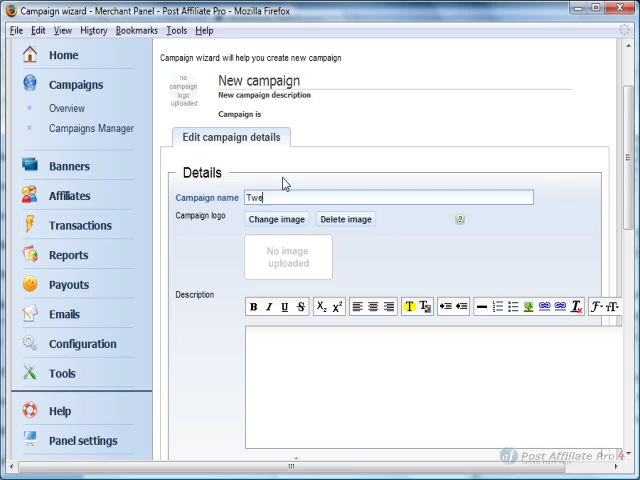 Campaign wizard - Merchant Panel - Post Affiliate Pro - Mozilla Firefox
File Edit View History Bookmarks Tools Help
Home
Campaigns
Overview
Campaigns Manager
Banners
Affiliates
Transactions
Reports
Payouts
Emails
Configuration
Tools
Help
Panel settings
Campaign wizard will help you create new campaign
no
campaign
logo
uploaded
New campaign
New campaign description
Campaign is
Edit campaign details
Details
Campaign name Twe
Campaign logo Change image Delete image ?
No image
uploaded
Description
B I U S X₂ X² T T
Post Affiliate Pro 4